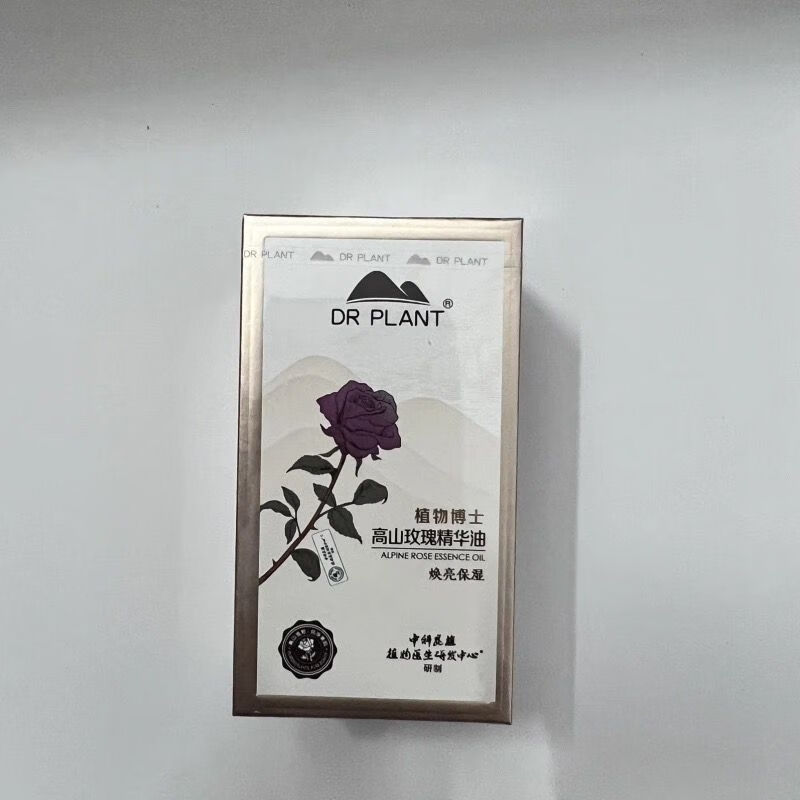 DR PLANT DR PLANT DR PLANT
DR PLANT®
植物博士
高山玫瑰精华油
ALPINE ROSE ESSENCE OIL
焕亮保湿
中科昆植
植物医生研发中心®
研制